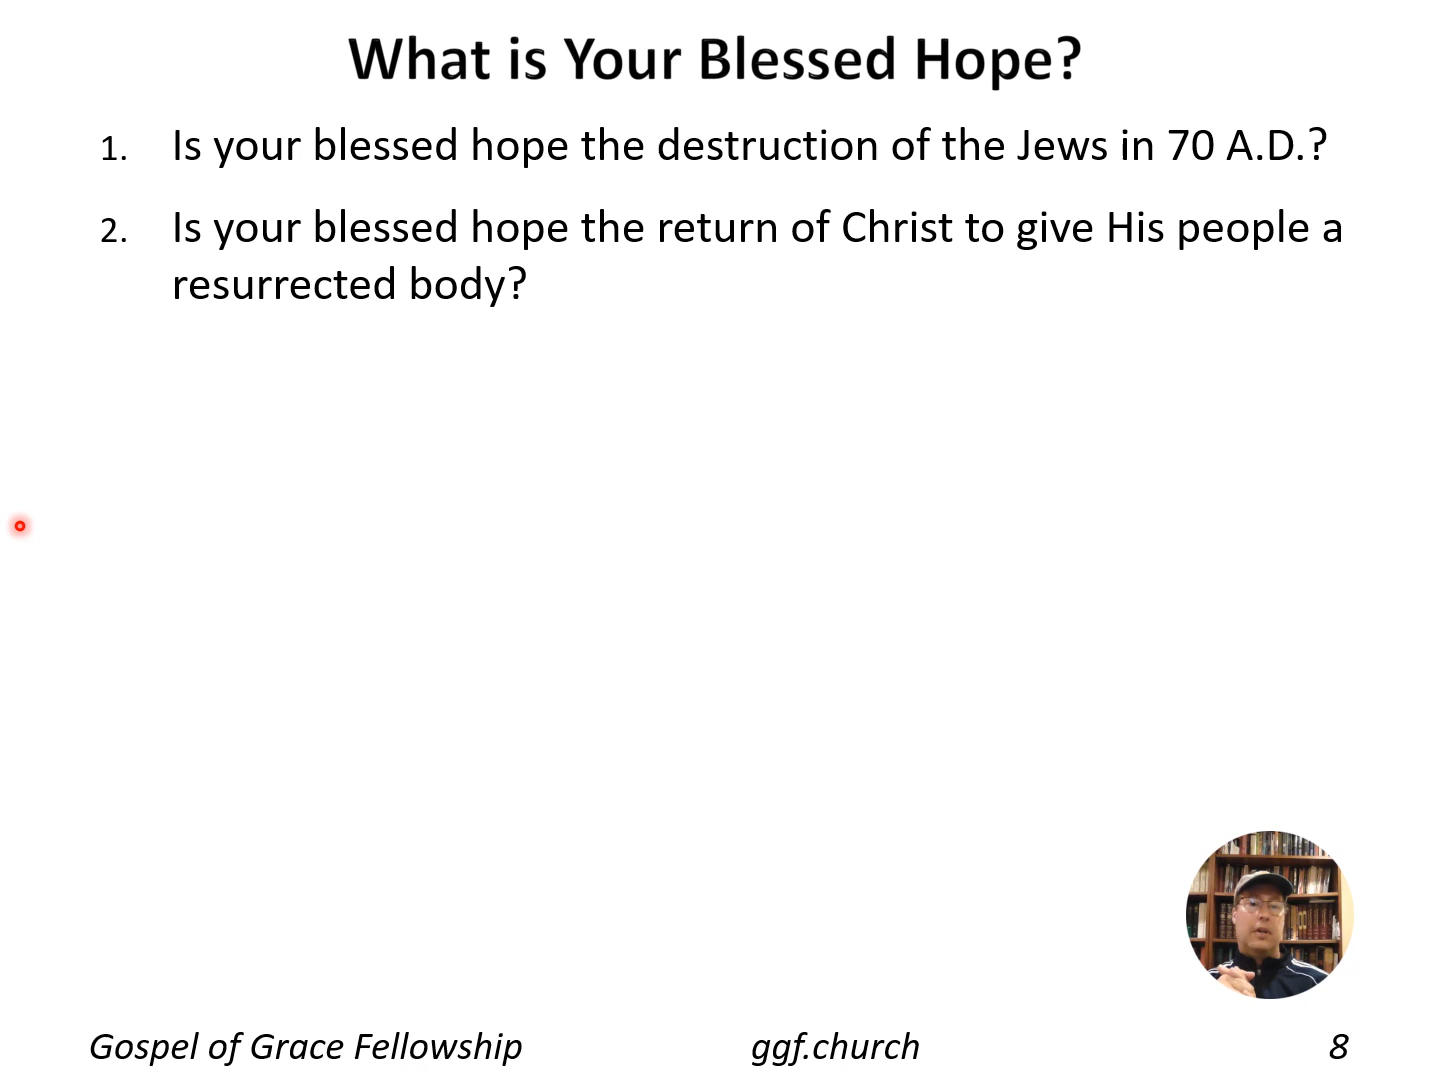 What is Your Blessed Hope?
1. Is your blessed hope the destruction of the Jews in 70 A.D.?
2. Is your blessed hope the return of Christ to give His people a
resurrected body?
Gospel of Grace Fellowship ggf.church 8